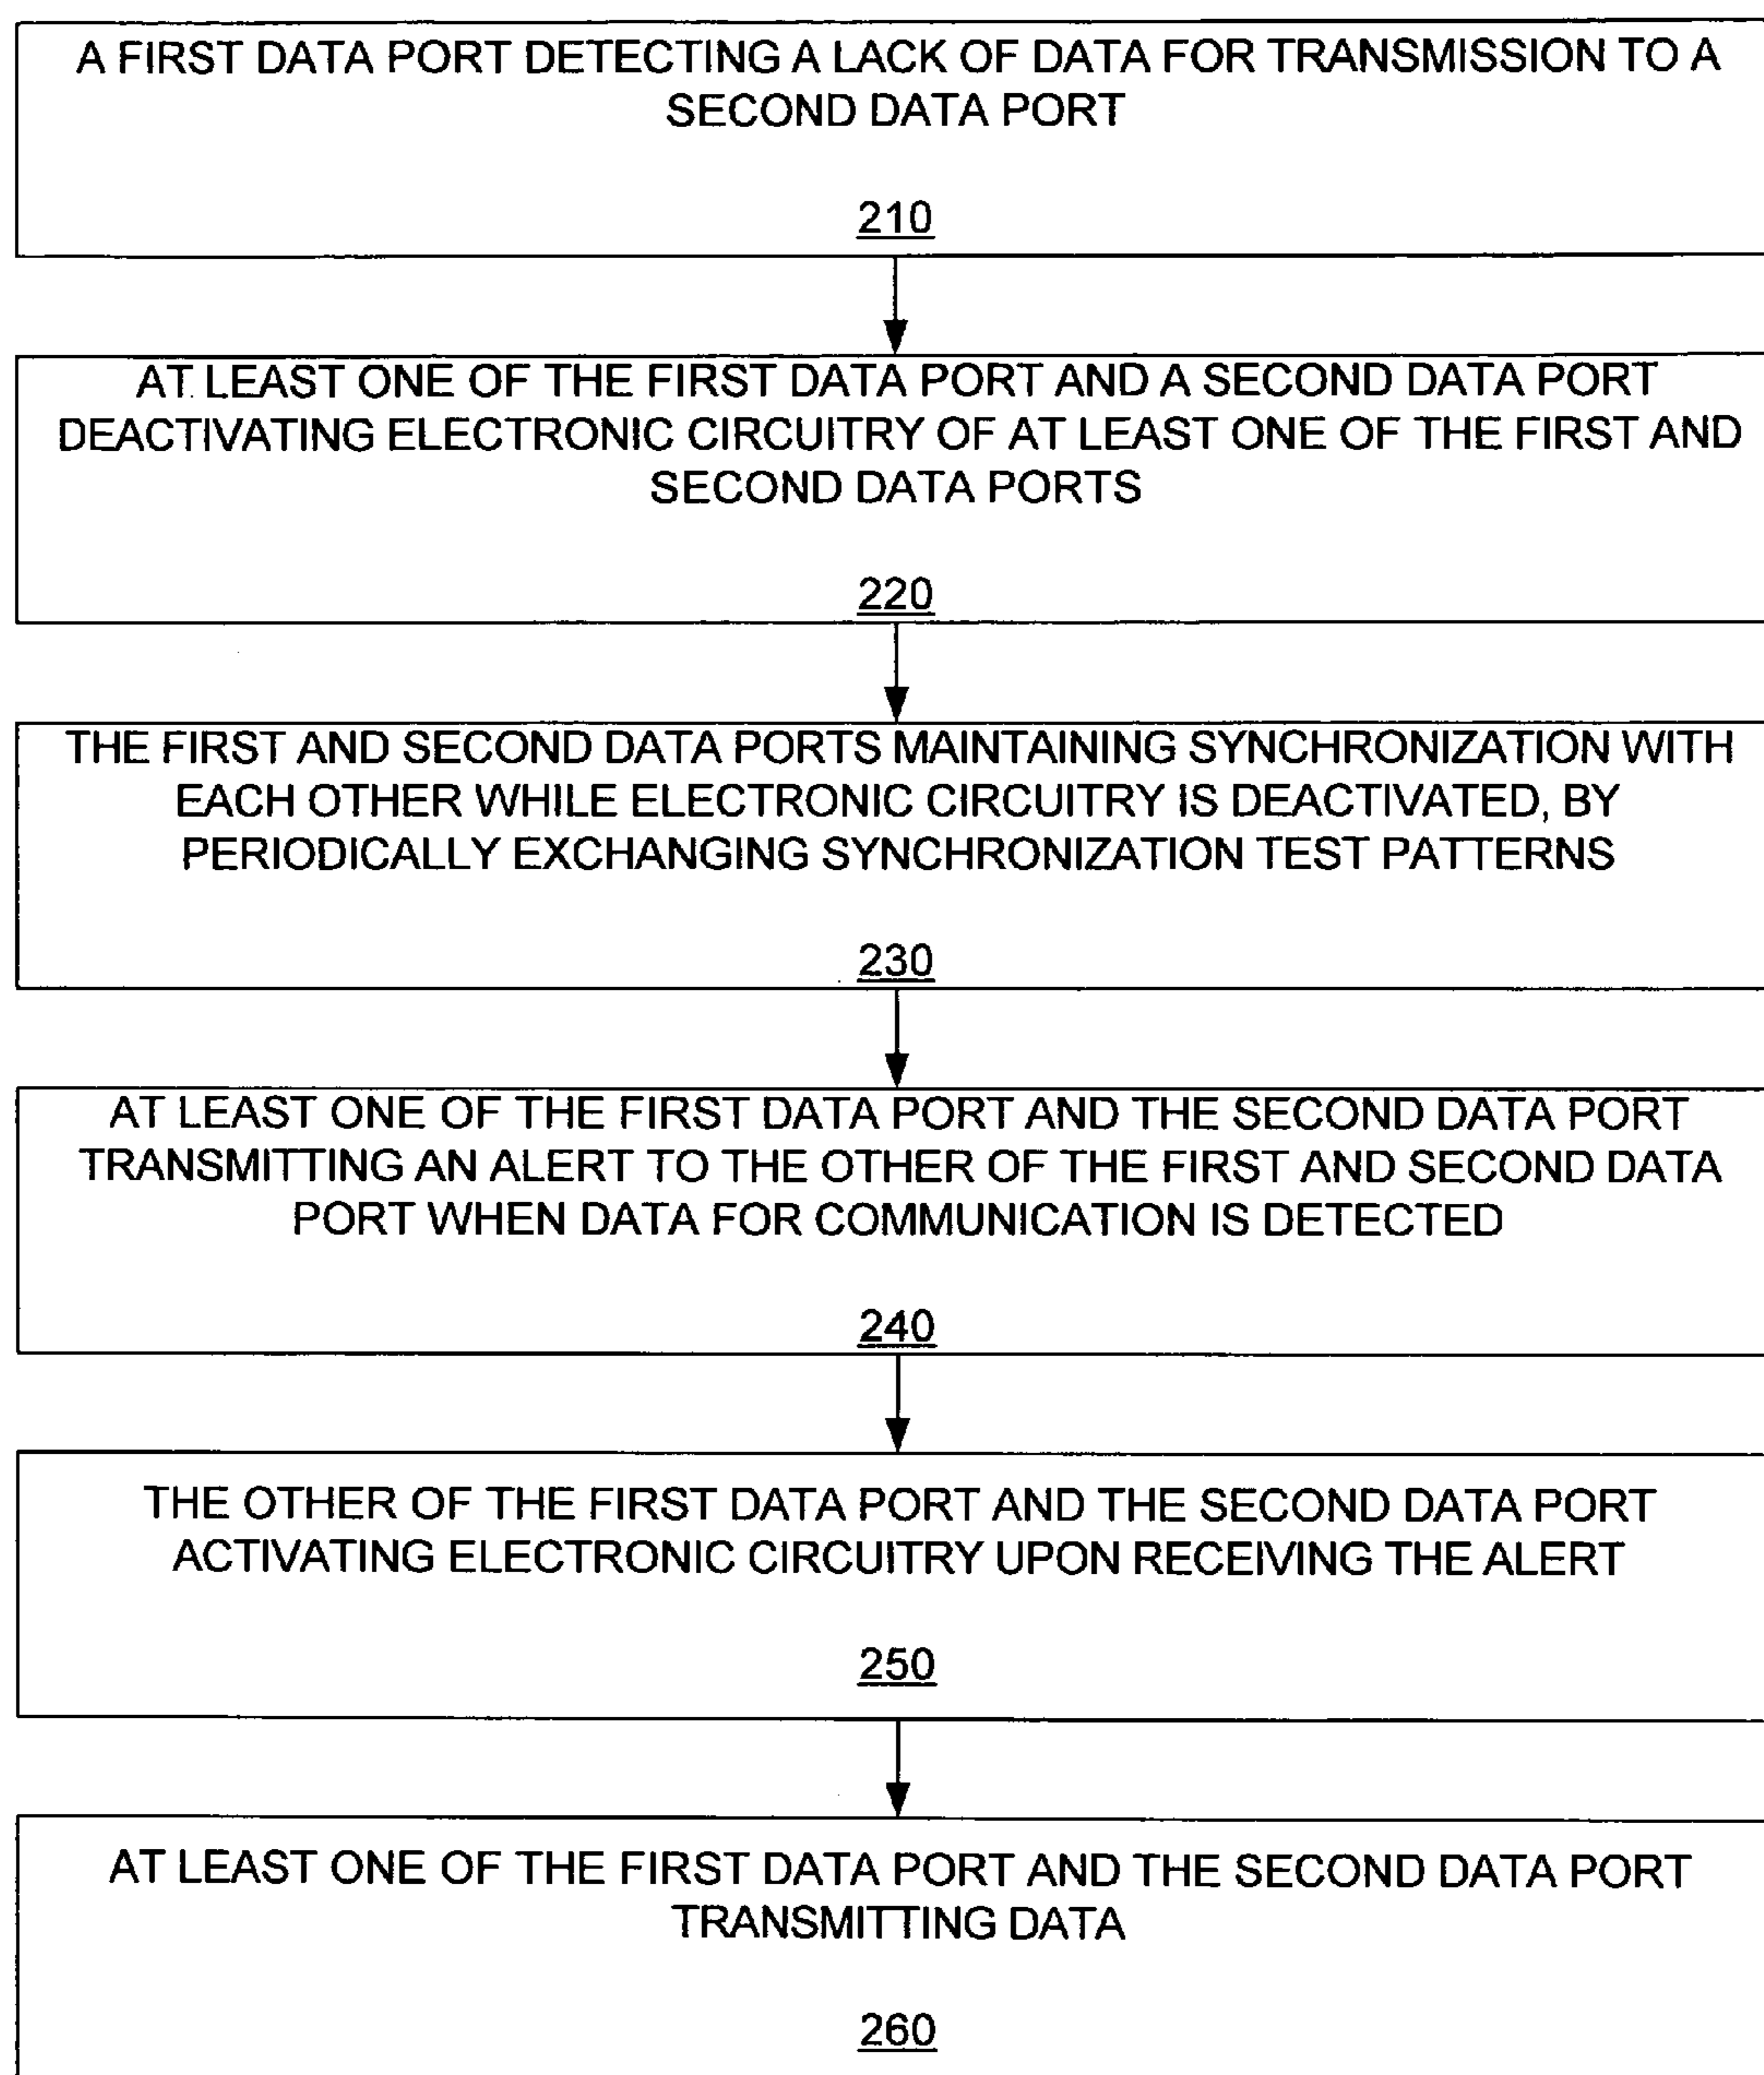 A FIRST DATA PORT DETECTING A LACK OF DATA FOR TRANSMISSION TO A
SECOND DATA PORT
210
AT LEAST ONE OF THE FIRST DATA PORT AND A SECOND DATA PORT
DEACTIVATING ELECTRONIC CIRCUITRY OF AT LEAST ONE OF THE FIRST AND
SECOND DATA PORTS
220
THE FIRST AND SECOND DATA PORTS MAINTAINING SYNCHRONIZATION WITH
EACH OTHER WHILE ELECTRONIC CIRCUITRY IS DEACTIVATED, BY
PERIODICALLY EXCHANGING SYNCHRONIZATION TEST PATTERNS
230
AT LEAST ONE OF THE FIRST DATA PORT AND THE SECOND DATA PORT
TRANSMITTING AN ALERT TO THE OTHER OF THE FIRST AND SECOND DATA
PORT WHEN DATA FOR COMMUNICATION IS DETECTED
240
THE OTHER OF THE FIRST DATA PORT AND THE SECOND DATA PORT
ACTIVATING ELECTRONIC CIRCUITRY UPON RECEIVING THE ALERT
250
AT LEAST ONE OF THE FIRST DATA PORT AND THE SECOND DATA PORT
TRANSMITTING DATA
260